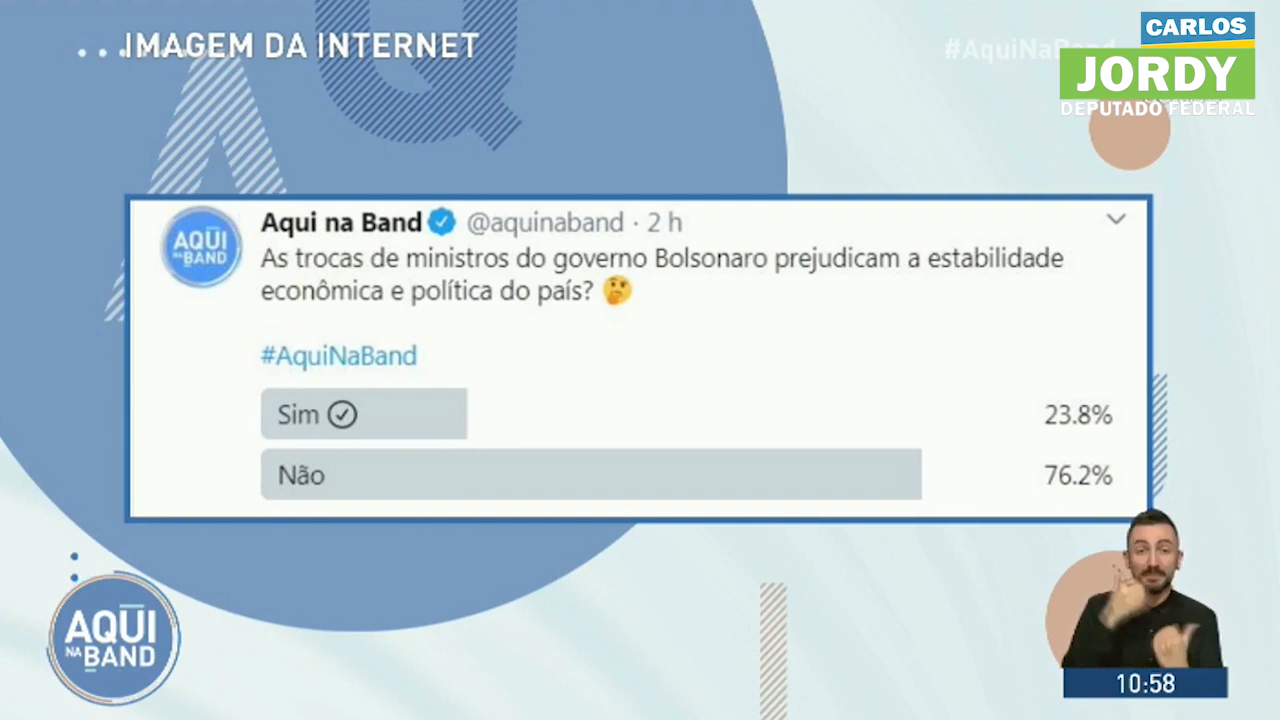 IMAGEM DA INTERNET
#AquiNaBand
CARLOS
JORDY
DEPUTADO FEDERAL
Aqui na Band @aquinaband · 2 h
As trocas de ministros do governo Bolsonaro prejudicam a estabilidade
econômica e política do país? 🤔
#AquiNaBand
Sim 23.8%
Não 76.2%
AQUI
NA BAND
AQUI
NA BAND
10:58